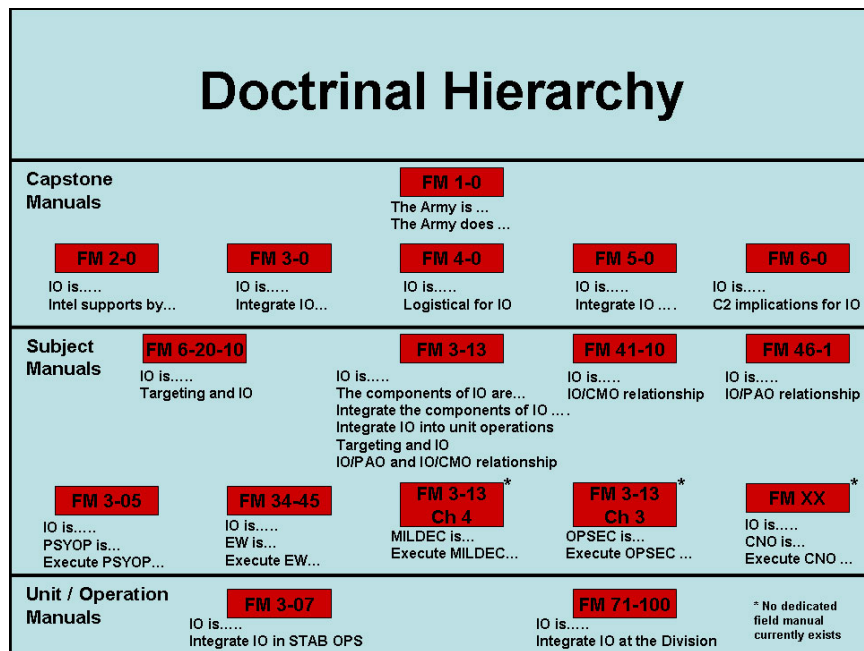 Doctrinal Hierarchy
Capstone
Manuals
FM 1-0
The Army is ...
The Army does ...
FM 2-0
IO is.....
Intel supports by...
FM 3-0
IO is.....
Integrate IO...
FM 4-0
IO is.....
Logistical for IO
FM 5-0
IO is.....
Integrate IO ....
FM 6-0
IO is.....
C2 implications for IO
Subject
Manuals
FM 6-20-10
IO is.....
Targeting and IO
FM 3-13
IO is.....
The components of IO are...
Integrate the components of IO ....
Integrate IO into unit operations
Targeting and IO
IO/PAO and IO/CMO relationship
FM 41-10
IO is.....
IO/CMO relationship
FM 46-1
IO is.....
IO/PAO relationship
FM 3-05
IO is.....
PSYOP is...
Execute PSYOP...
FM 34-45
IO is.....
EW is...
Execute EW...
FM 3-13 *
Ch 4
MILDEC is...
Execute MILDEC...
FM 3-13 *
Ch 3
OPSEC is...
Execute OPSEC ...
FM XX *
IO is.....
CNO is...
Execute CNO ...
Unit / Operation
Manuals
FM 3-07
IO is.....
Integrate IO in STAB OPS
FM 71-100
IO is.....
Integrate IO at the Division
* No dedicated
field manual
currently exists